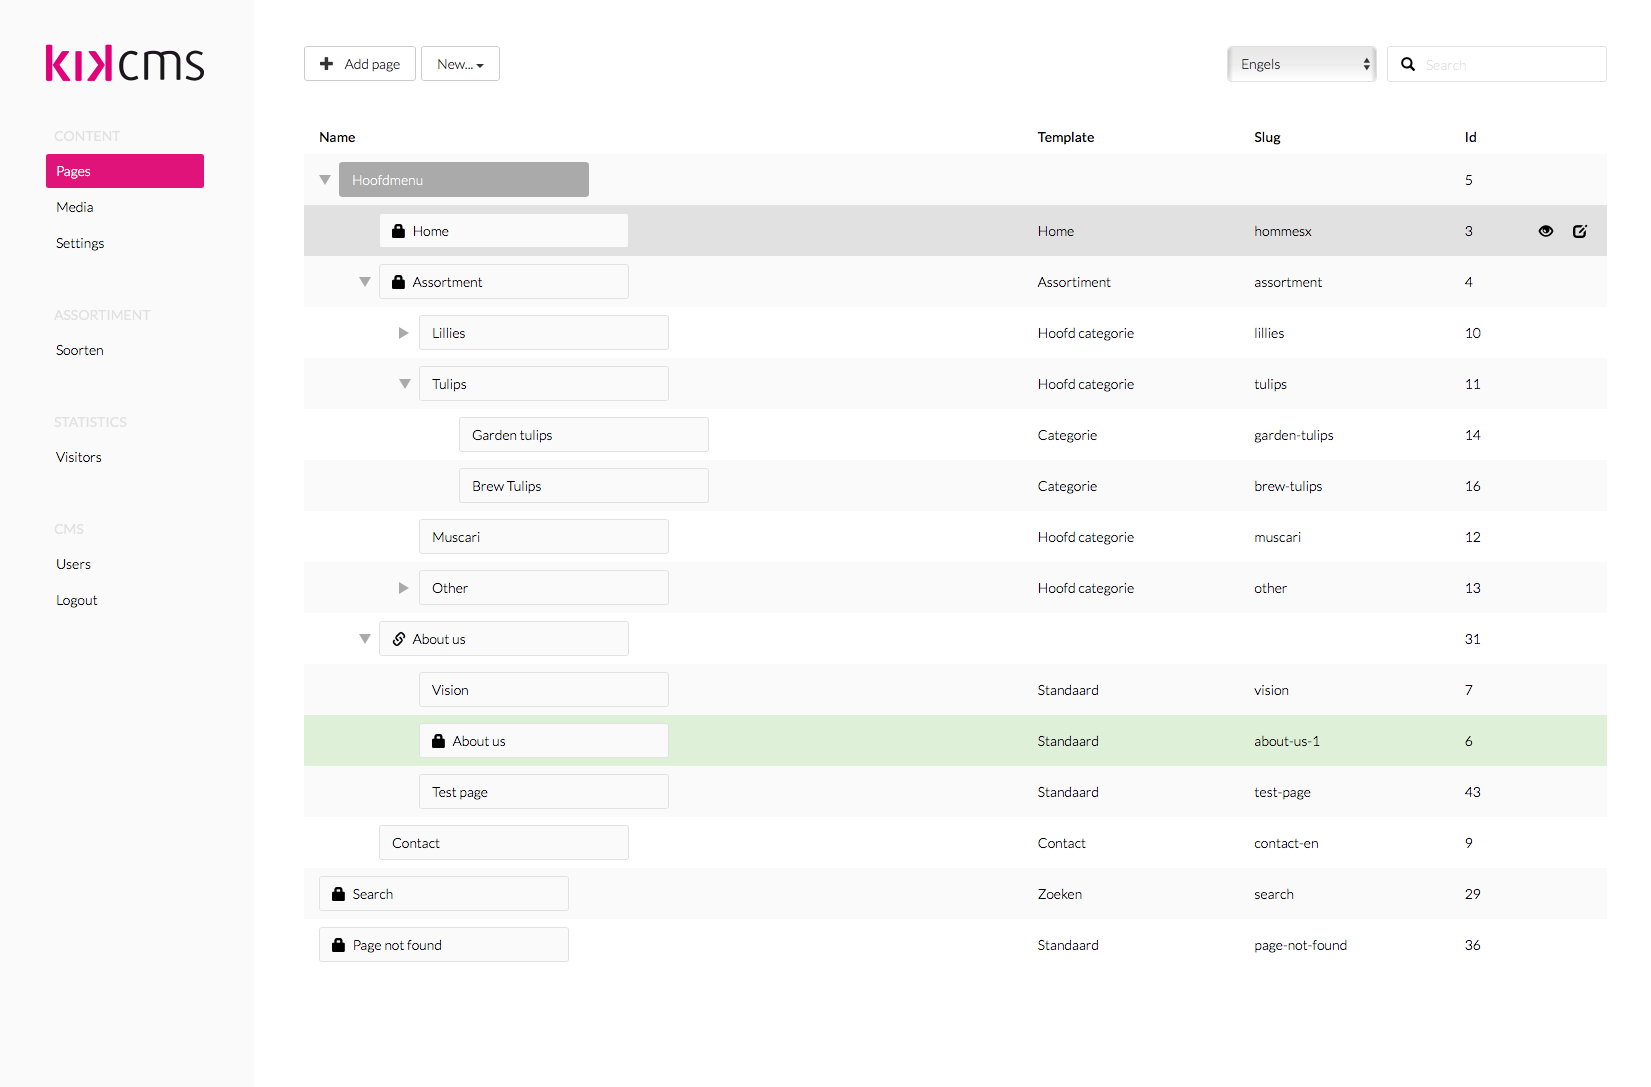 kikcms
CONTENT
Pages
Media
Settings
ASSORTIMENT
Soorten
STATISTICS
Visitors
CMS
Users
Logout
Add page New...
Engels Search
Name Template Slug Id
Hoofdmenu 5
Home Home hommesx 3
Assortment Assortiment assortment 4
Lillies Hoofd categorie lillies 10
Tulips Hoofd categorie tulips 11
Garden tulips Categorie garden-tulips 14
Brew Tulips Categorie brew-tulips 16
Muscari Hoofd categorie muscari 12
Other Hoofd categorie other 13
About us 31
Vision Standaard vision 7
About us Standaard about-us-1 6
Test page Standaard test-page 43
Contact Contact contact-en 9
Search Zoeken search 29
Page not found Standaard page-not-found 36